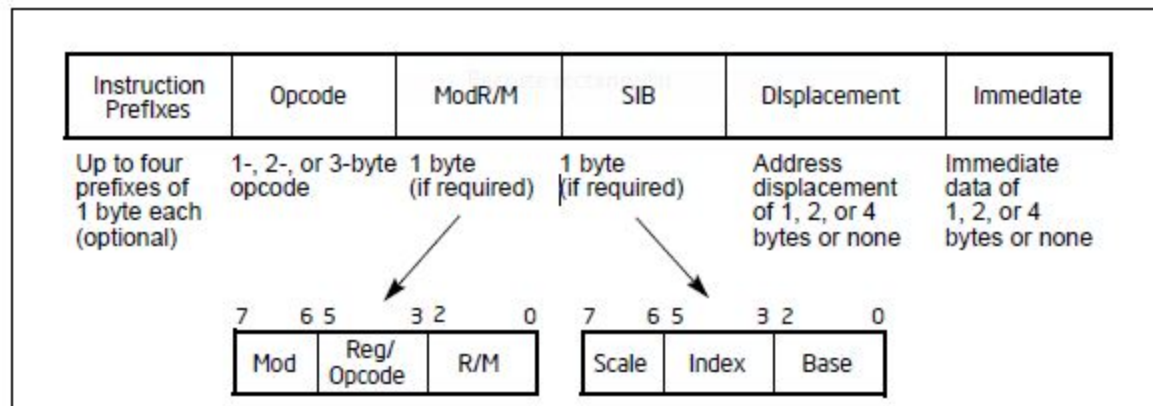 Instruction Prefixes Opcode ModR/M SIB Displacement Immediate
Up to four prefixes of 1 byte each (optional)
1-, 2-, or 3-byte opcode
1 byte (if required)
1 byte (if required)
Address displacement of 1, 2, or 4 bytes or none
Immediate data of 1, 2, or 4 bytes or none
7 6 5 3 2 0
Mod Reg/Opcode R/M
7 6 5 3 2 0
Scale Index Base